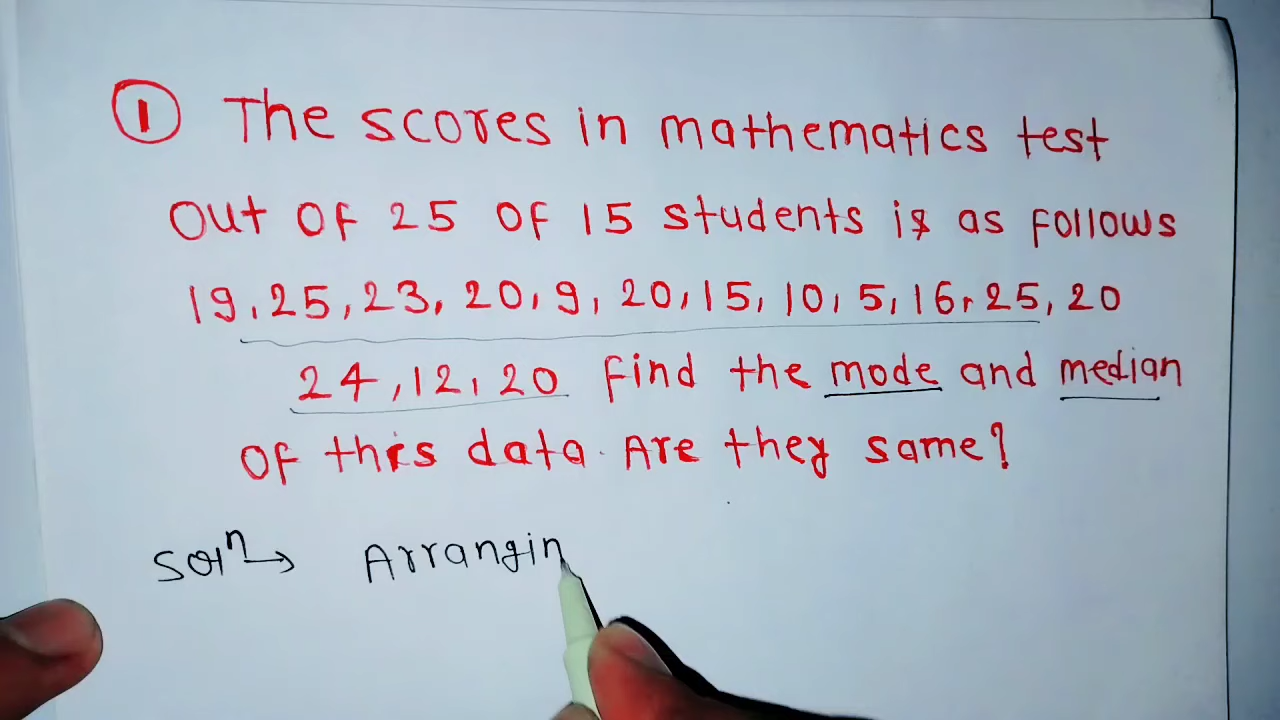 ① The scores in mathematics test
out of 25 of 15 students is as follows
19, 25, 23, 20, 9, 20, 15, 10, 5, 16, 25, 20
24, 12, 20 find the mode and median
of this data. Are they same?
Solⁿ → Arrangin